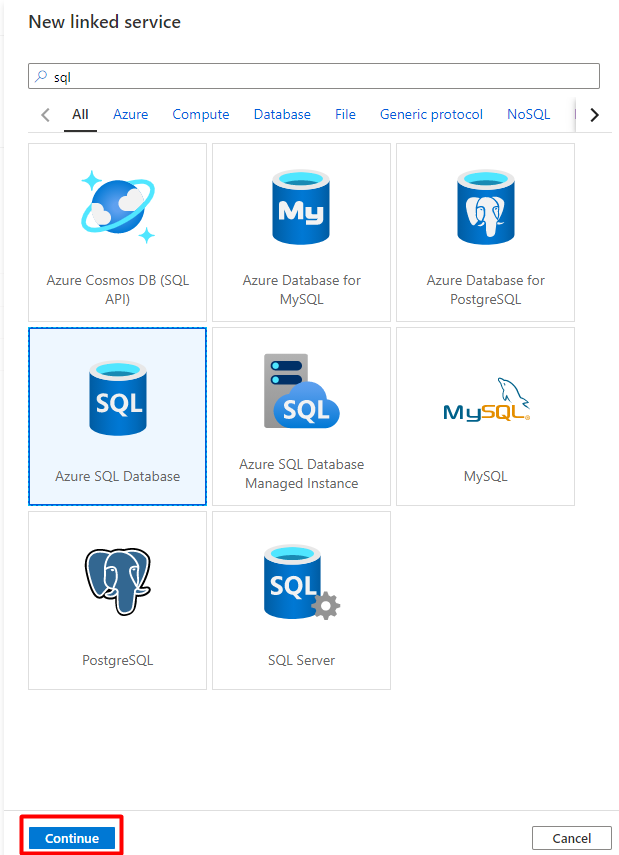 New linked service
sql
All Azure Compute Database File Generic protocol NoSQL
Azure Cosmos DB (SQL
API)
My
Azure Database for
MySQL
Azure Database for
PostgreSQL
SQL
Azure SQL Database
SQL
Azure SQL Database
Managed Instance
MySQL
MySQL
PostgreSQL
SQL
SQL Server
Continue
Cancel